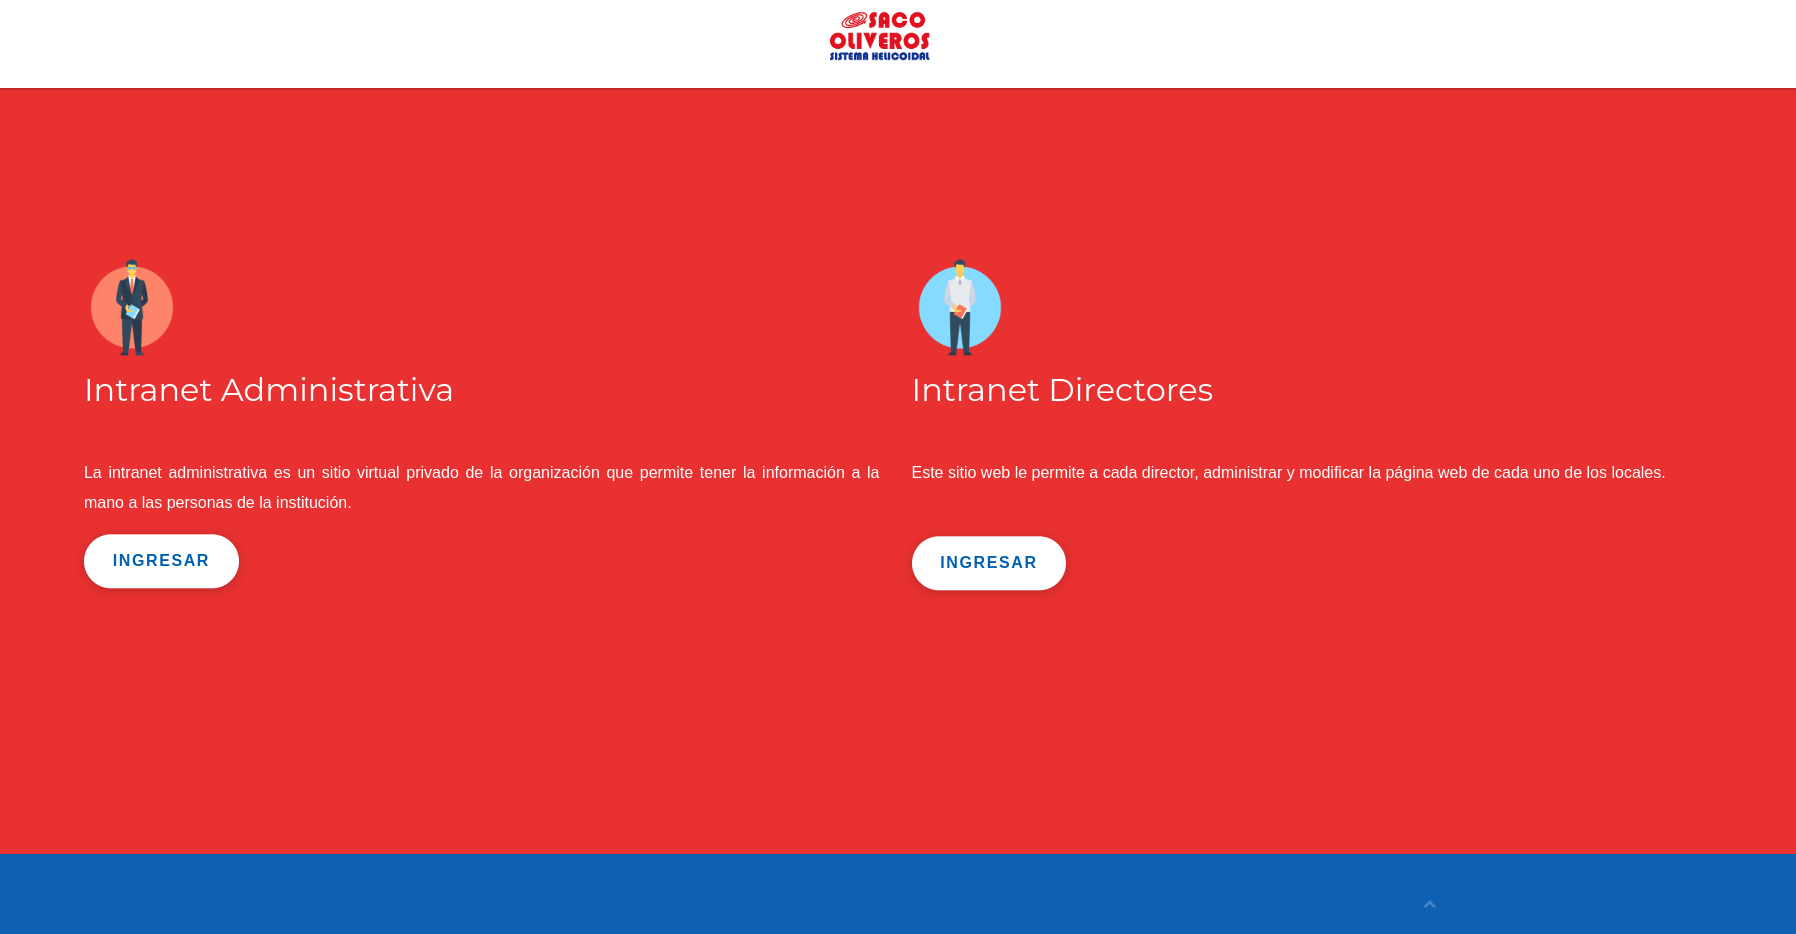 SACO
OLIVEROS
SISTEMA HELICOIDAL
Intranet Administrativa
La intranet administrativa es un sitio virtual privado de la organización que permite tener la información a la
mano a las personas de la institución.
INGRESAR
Intranet Directores
Este sitio web le permite a cada director, administrar y modificar la página web de cada uno de los locales.
INGRESAR